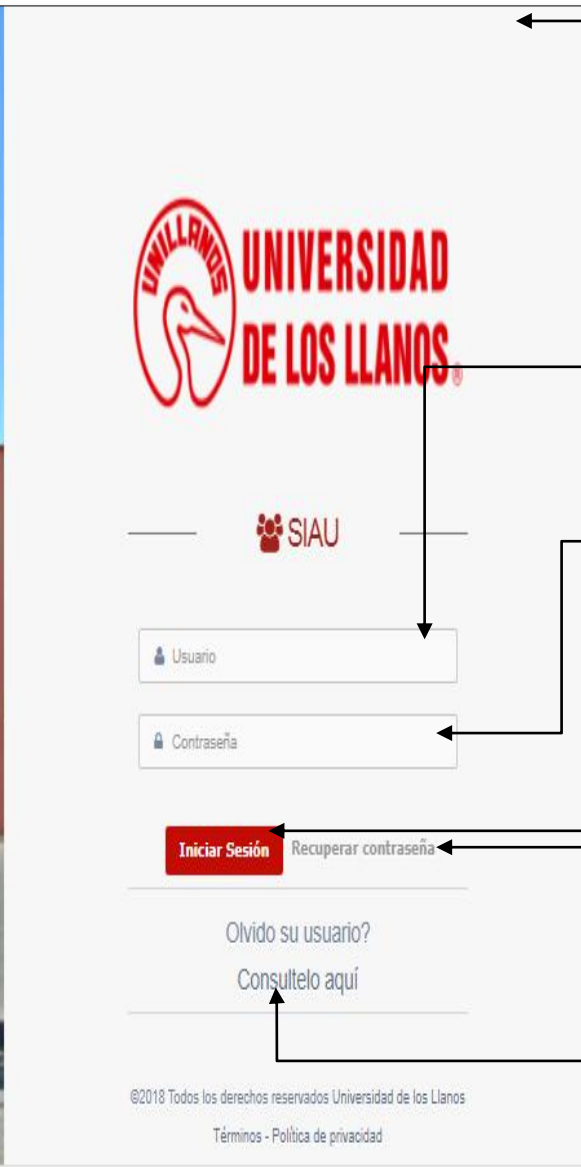 UNILLANOS
UNIVERSIDAD
DE LOS LLANOS®
SIAU
Usuario
Contraseña
Iniciar Sesión Recuperar contraseña
Olvido su usuario?
Consultelo aquí
©2018 Todos los derechos reservados Universidad de los Llanos
Términos - Política de privacidad